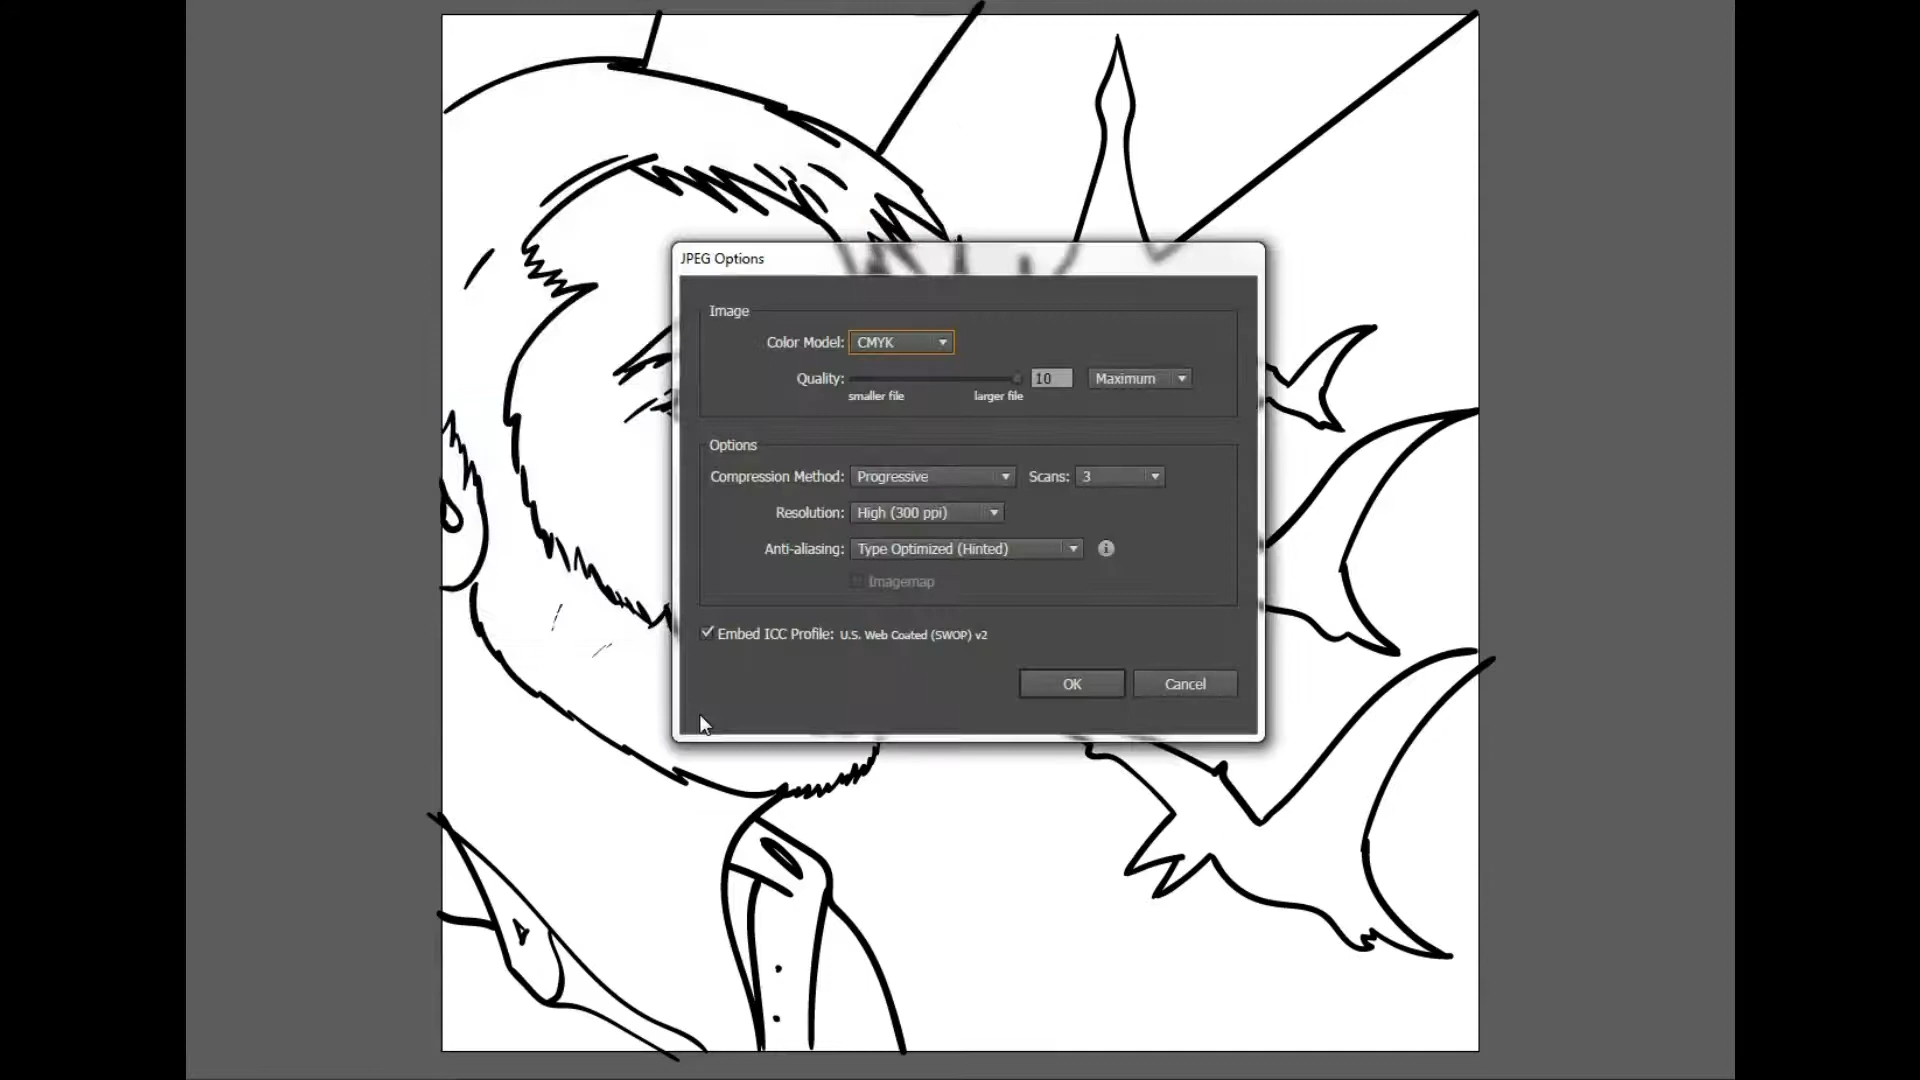 JPEG Options
Image
Color Model: CMYK
Quality: 10 Maximum
smaller file larger file
Options
Compression Method: Progressive Scans: 3
Resolution: High (300 ppi)
Anti-aliasing: Type Optimized (Hinted)
Imagemap
Embed ICC Profile: U.S. Web Coated (SWOP) v2
OK Cancel